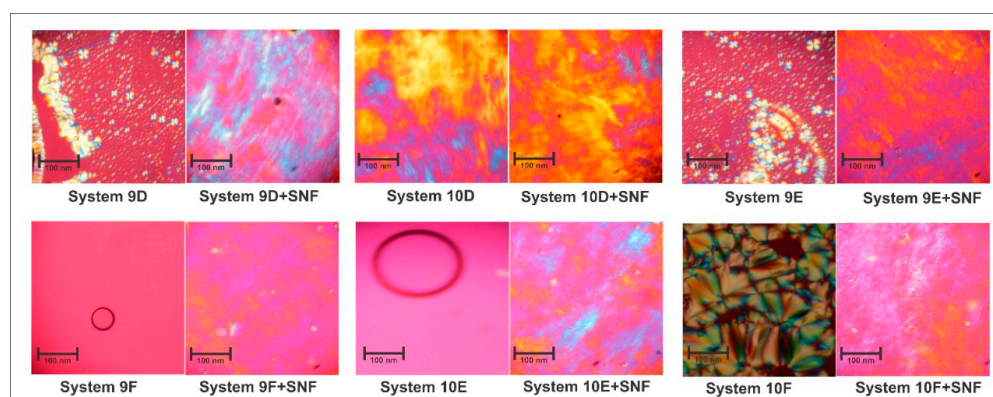 100 nm
100 nm
100 nm
100 nm
100 nm
100 nm
System 9D
System 9D+SNF
System 10D
System 10D+SNF
System 9E
System 9E+SNF
100 nm
100 nm
100 nm
100 nm
100 nm
100 nm
System 9F
System 9F+SNF
System 10E
System 10E+SNF
System 10F
System 10F+SNF